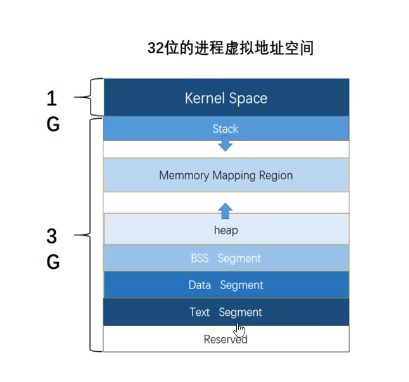 32位的进程虚拟地址空间
1
G
Kernel Space
Stack
Memmory Mapping Region
3
G
heap
BSS Segment
Data Segment
Text Segment
Reserved